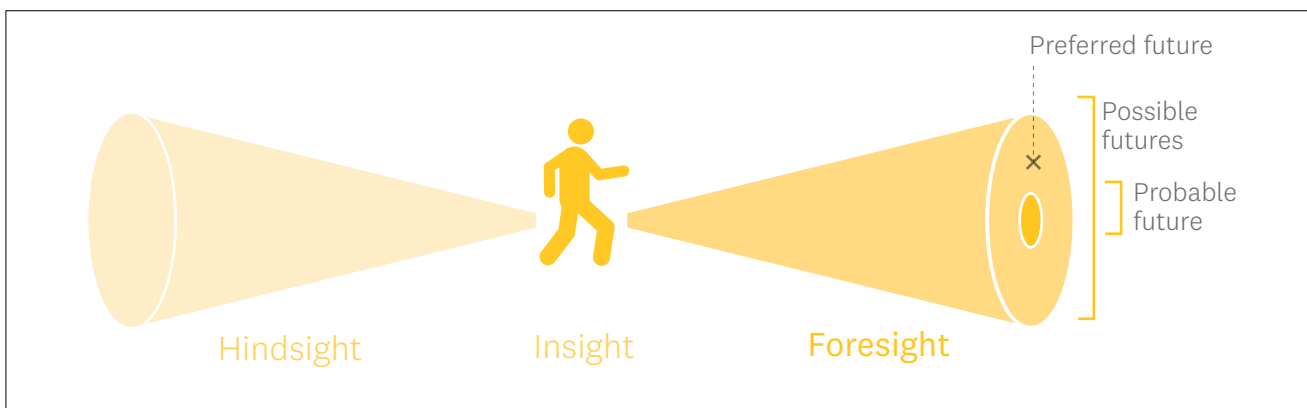 Preferred future
Possible
futures
Probable
future
Hindsight
Insight
Foresight